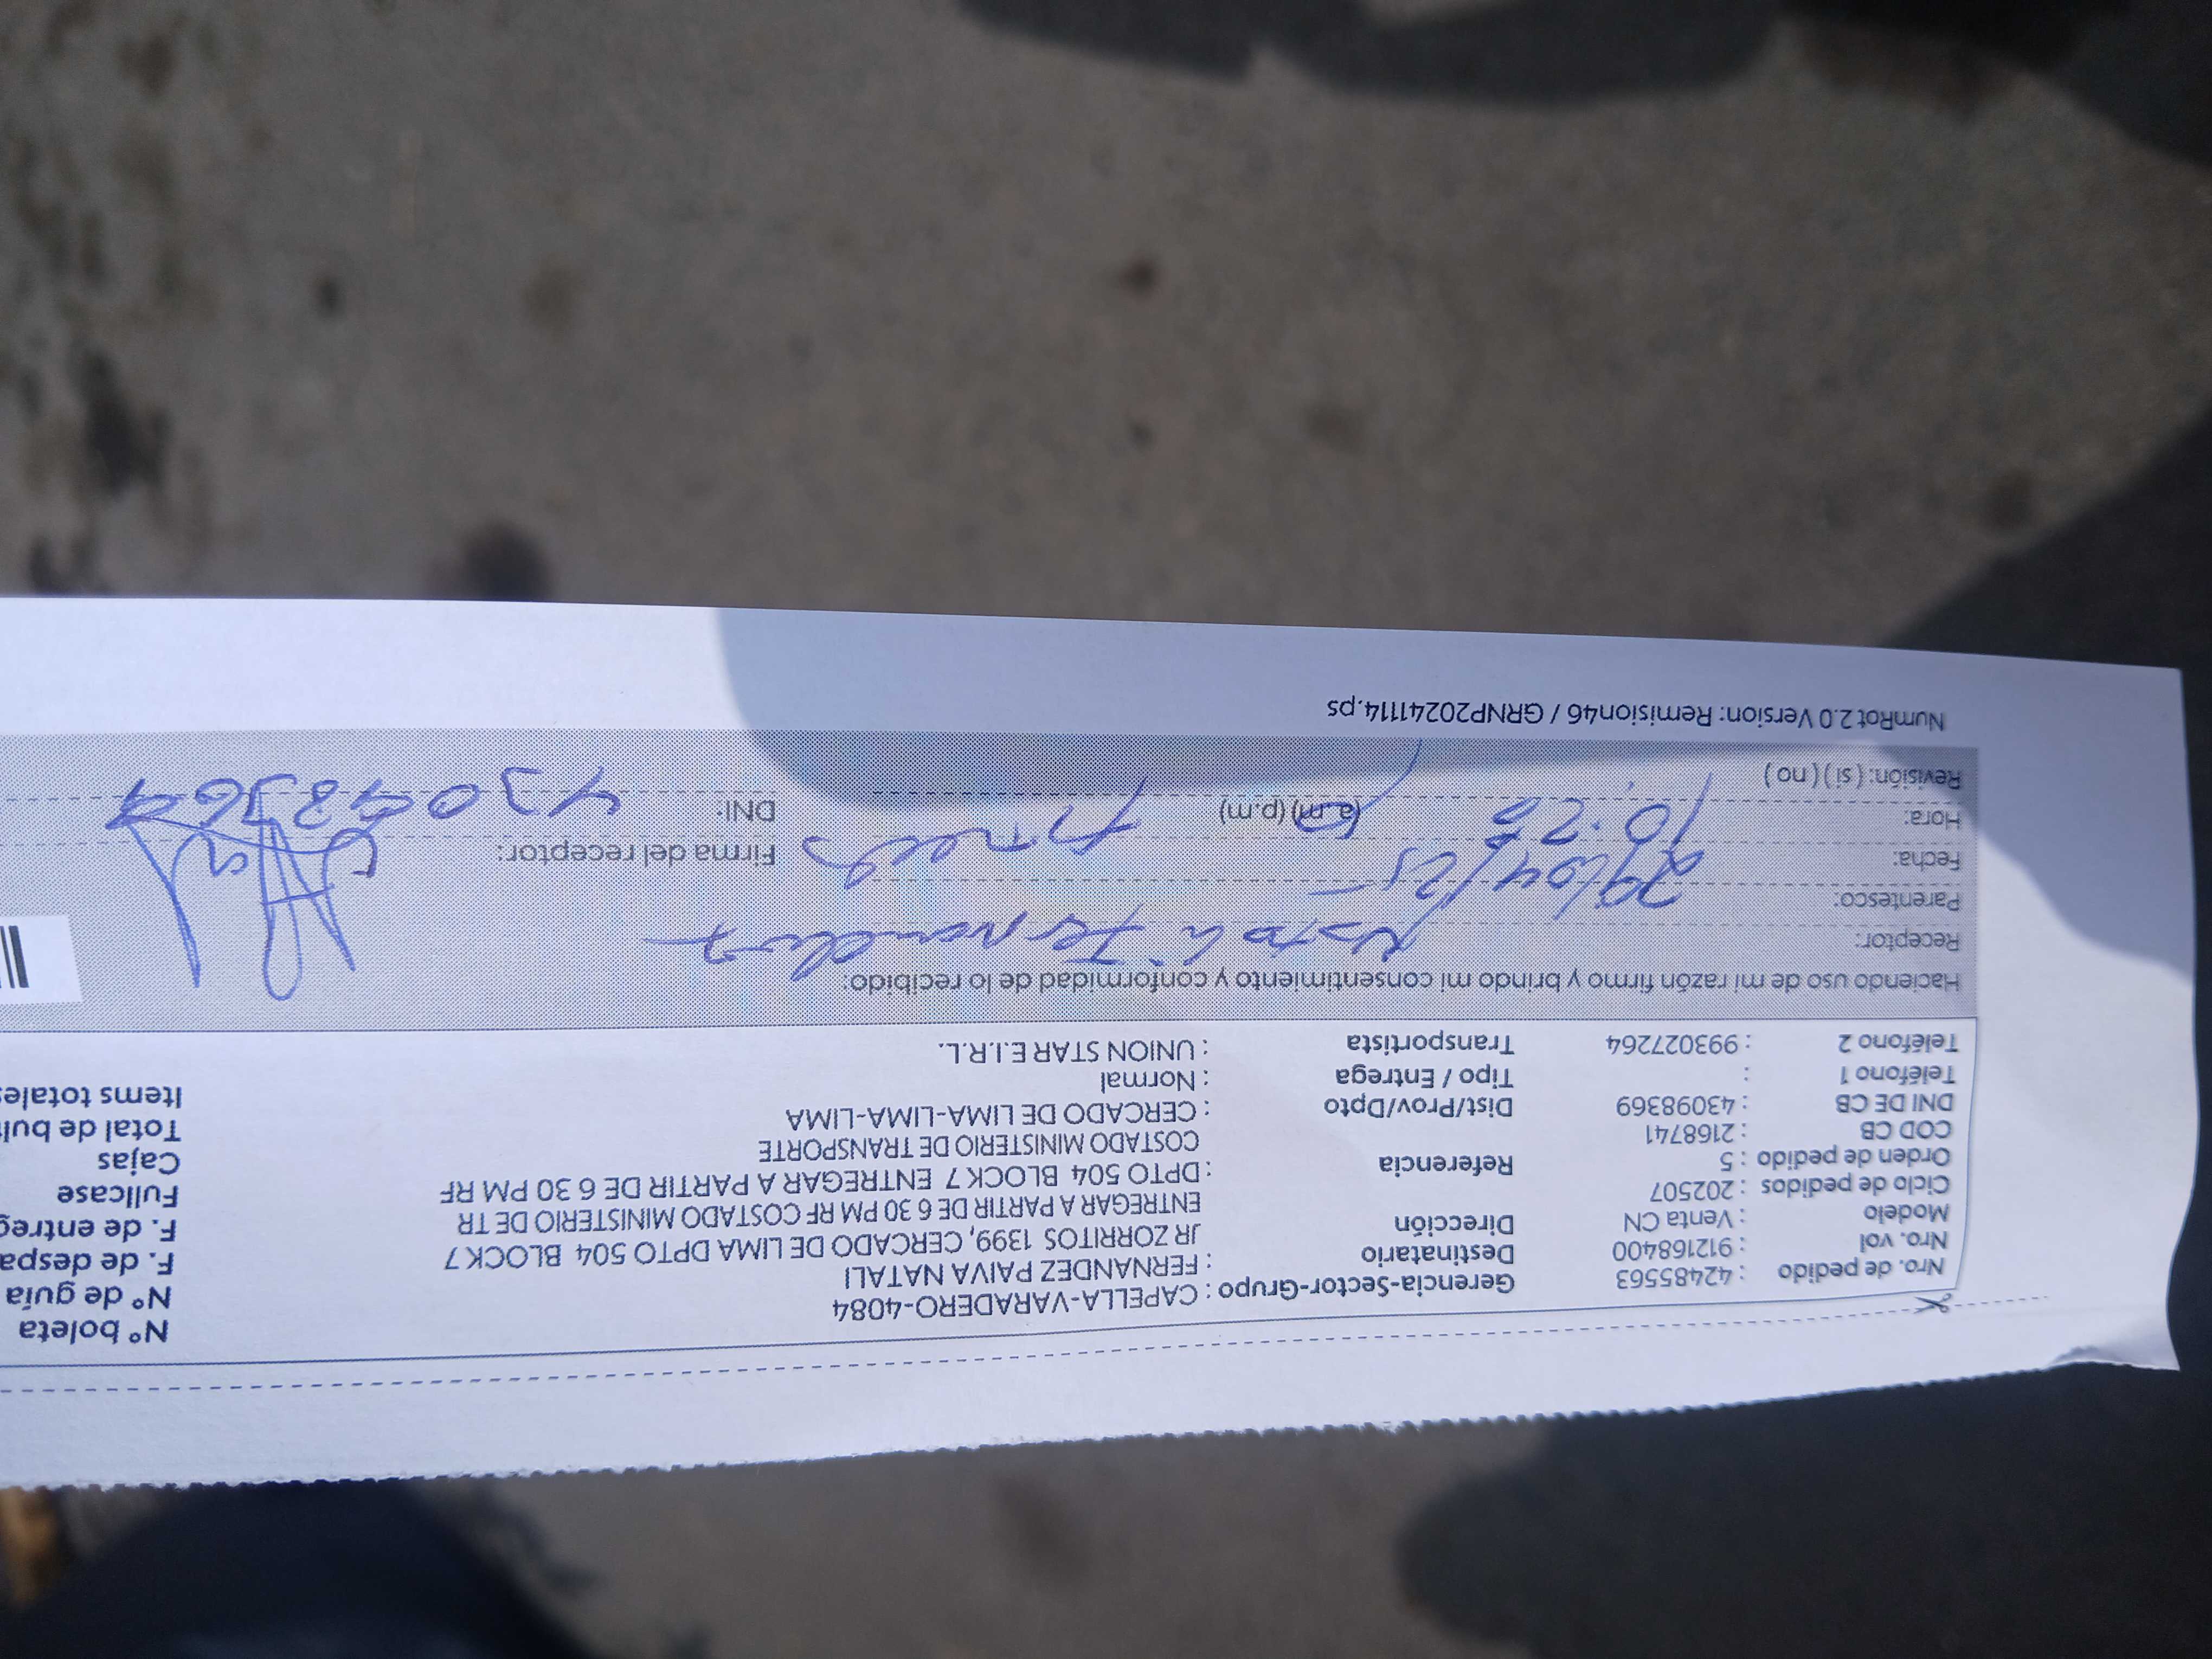 Nro. de pedido : 42485563 Gerencia-Sector-Grupo : CAPELLA-VARADERO-4084 N° boleta
Nro. vol : 912168400 Destinatario : FERNANDEZ PAIVA NATALI N° de guía
Modelo : Venta CN Dirección JR ZORRITOS 1399, CERCADO DE LIMA DPTO 504 BLOCK 7 F. de despa
Ciclo de pedidos : 202507 ENTREGAR A PARTIR DE 6 30 PM RF COSTADO MINISTERIO DE TR F. de entreg
Orden de pedido : 5 Referencia : DPTO 504 BLOCK 7 ENTREGAR A PARTIR DE 6 30 PM RF Fullcase
COD CB : 2168741 COSTADO MINISTERIO DE TRANSPORTE Cajas
DNI DE CB : 43098369 Dist/Prov/Dpto : CERCADO DE LIMA-LIMA-LIMA Total de bul
Teléfono 1 : Tipo / Entrega : Normal Items totales
Teléfono 2 : 993027264 Transportista : UNION STAR E.I.R.L.
Haciendo uso de mi razón firmo y brindo mi consentimiento y conformidad de lo recibido:
Receptor: Natali Fernandez
Parentesco:
Fecha: 29/04/25 Firma del receptor:
Hora: 10:25 (a.m) (p.m) DNI:
Revisión: ( si ) ( no )
NumRot 2.0 Version: Remision46 / GRNP20241114.ps